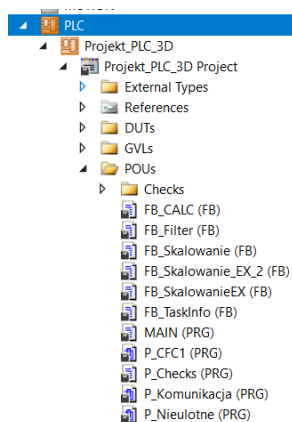 PLC
Projekt_PLC_3D
Projekt_PLC_3D Project
External Types
References
DUTs
GVLs
POUs
Checks
FB_CALC (FB)
FB_Filter (FB)
FB_Skalowanie (FB)
FB_Skalowanie_EX_2 (FB)
FB_SkalowanieEX (FB)
FB_TaskInfo (FB)
MAIN (PRG)
P_CFC1 (PRG)
P_Checks (PRG)
P_Komunikacja (PRG)
P_Nieulotne (PRG)